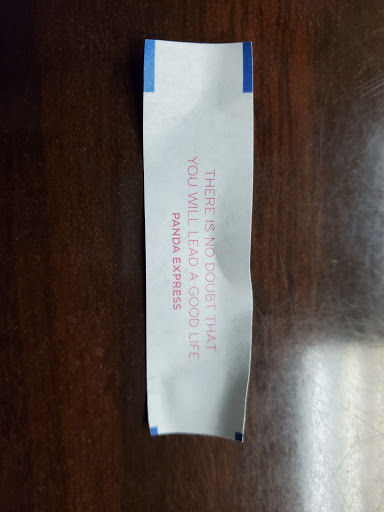 THERE IS NO DOUBT THAT
YOU WILL LEAD A GOOD LIFE.
PANDA EXPRESS